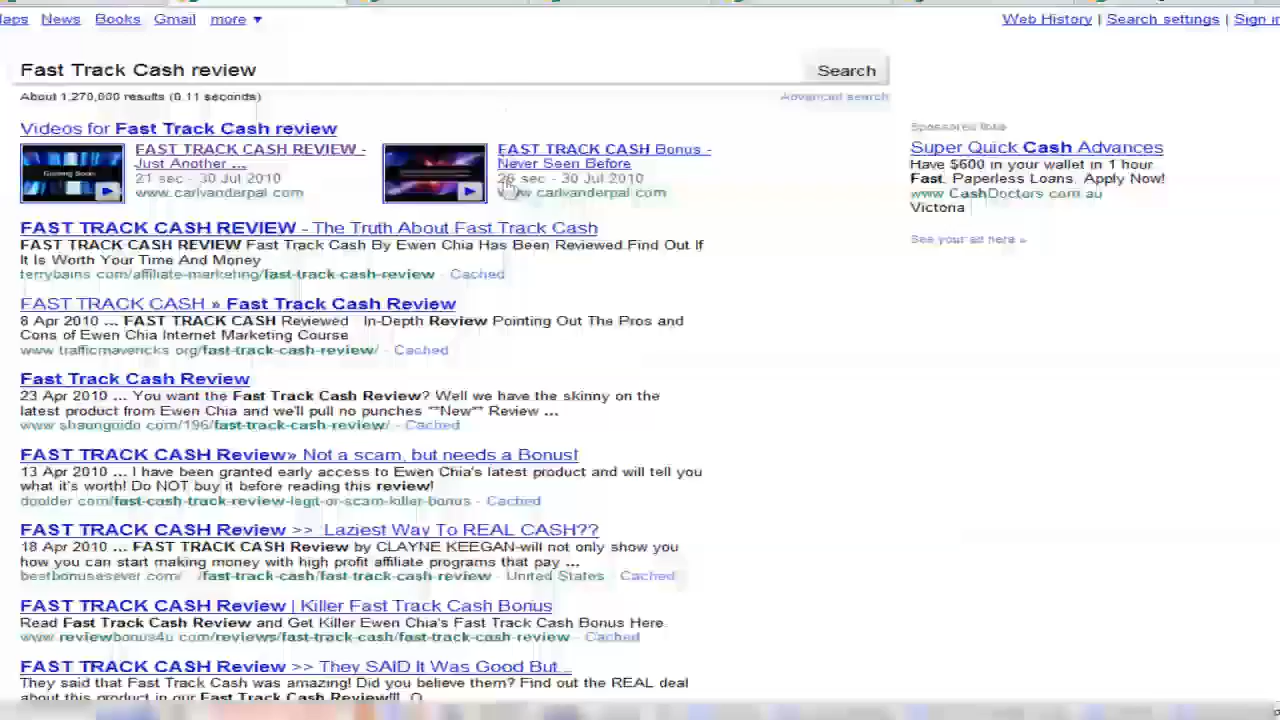 aps News Books Gmail more ▼ Web History | Search settings | Sign in
Fast Track Cash review Search
About 1,270,000 results (0.11 seconds) Advanced search
Videos for Fast Track Cash review
FAST TRACK CASH REVIEW -
Just Another ...
21 sec - 30 Jul 2010
www.carlvanderpal.com
Coming Soon
FAST TRACK CASH Bonus -
Never Seen Before
26 sec - 30 Jul 2010
www carlvanderpal.com
Sponsored links
Super Quick Cash Advances
Have $600 in your wallet in 1 hour
Fast, Paperless Loans, Apply Now!
www CashDoctors com au
Victoria
See your ad here »
FAST TRACK CASH REVIEW - The Truth About Fast Track Cash
FAST TRACK CASH REVIEW Fast Track Cash By Ewen Chia Has Been Reviewed Find Out If
It Is Worth Your Time And Money
terrybains com/affiliate-marketing/fast-track-cash-review - Cached
FAST TRACK CASH » Fast Track Cash Review
8 Apr 2010 ... FAST TRACK CASH Reviewed In-Depth Review Pointing Out The Pros and
Cons of Ewen Chia Internet Marketing Course
www trafficmavericks org/fast-track-cash-review/ - Cached
Fast Track Cash Review
23 Apr 2010 ... You want the Fast Track Cash Review? Well we have the skinny on the
latest product from Ewen Chia and we'll pull no punches **New** Review ...
www shaunguido com/196/fast-track-cash-review/ - Cached
FAST TRACK CASH Review» Not a scam, but needs a Bonus!
13 Apr 2010 ... I have been granted early access to Ewen Chia's latest product and will tell you
what it's worth! Do NOT buy it before reading this review!
com/fast-track-cash-review-legit-or-scam-killer-bonus - Cached
FAST TRACK CASH Review >> Laziest Way To REAL CASH??
18 Apr 2010 ... FAST TRACK CASH Review by CLAYNE KEEGAN-will not only show you
how you can start making money with high profit affiliate programs that pay ...
bestbonusesever com/ /fast-track-cash/fast-track-cash-review - United States - Cached
FAST TRACK CASH Review | Killer Fast Track Cash Bonus
Read Fast Track Cash Review and Get Killer Ewen Chia's Fast Track Cash Bonus Here
www reviewbonus4u com/reviews/fast-track-cash/fast-track-cash-review - Cached
FAST TRACK CASH Review >> They SAID It Was Good But...
They said that Fast Track Cash was amazing! Did you believe them? Find out the REAL deal
about this product in our Fast Track Cash Review!!!